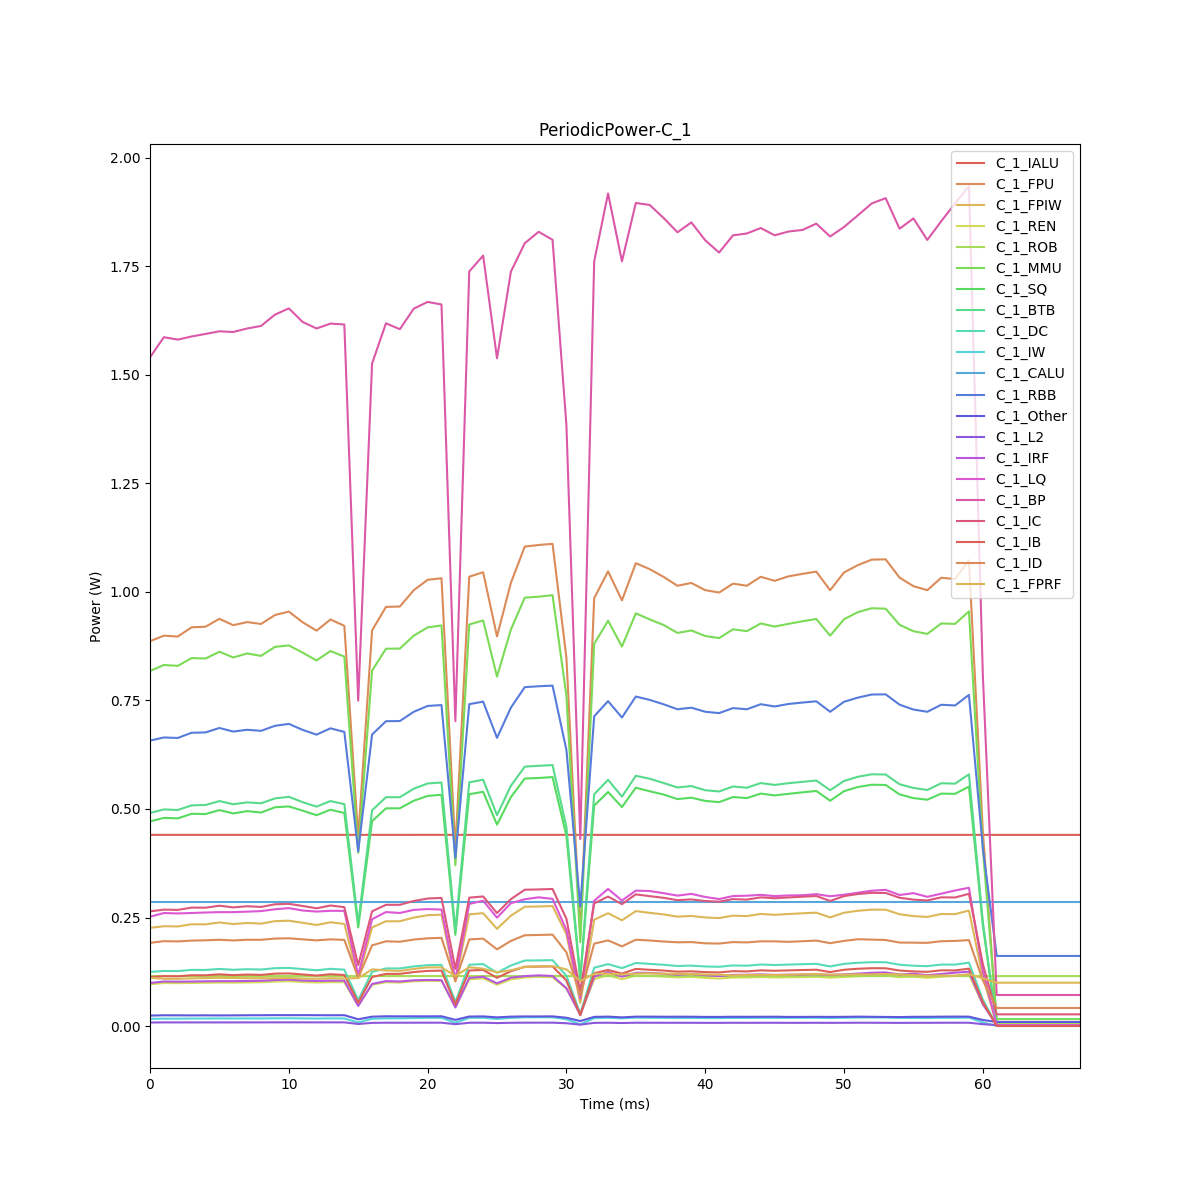 PeriodicPower-C_1
2.00
1.75
1.50
1.25
1.00
0.75
0.50
0.25
0.00
Power (W)
C_1_IALU
C_1_FPU
C_1_FPIW
C_1_REN
C_1_ROB
C_1_MMU
C_1_SQ
C_1_BTB
C_1_DC
C_1_IW
C_1_CALU
C_1_RBB
C_1_Other
C_1_L2
C_1_IRF
C_1_LQ
C_1_BP
C_1_IC
C_1_IB
C_1_ID
C_1_FPRF
0 10 20 30 40 50 60
Time (ms)